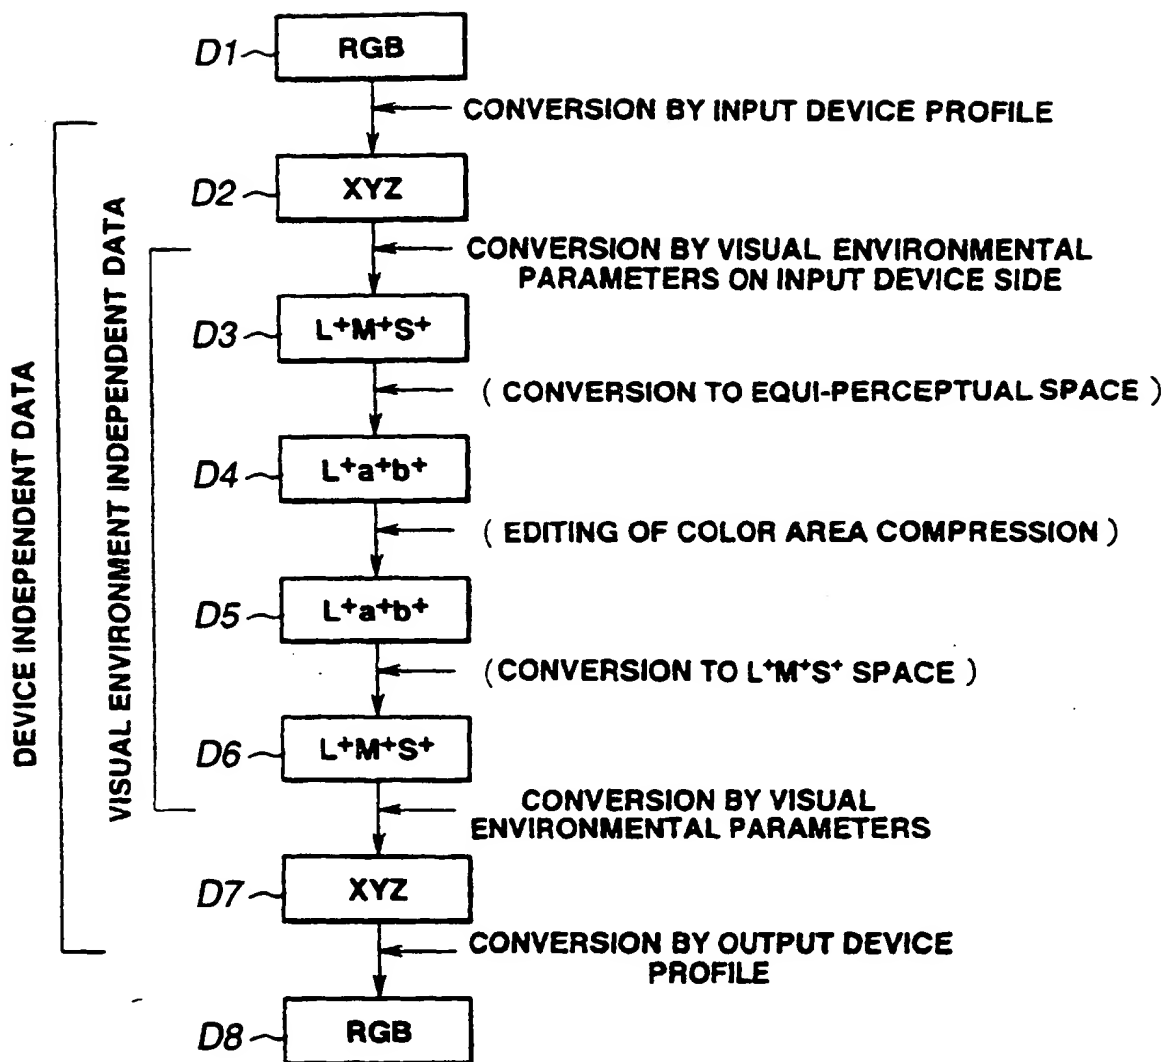 D1 RGB
CONVERSION BY INPUT DEVICE PROFILE
D2 XYZ
CONVERSION BY VISUAL ENVIRONMENTAL
PARAMETERS ON INPUT DEVICE SIDE
D3 L⁺M⁺S⁺
( CONVERSION TO EQUI-PERCEPTUAL SPACE )
D4 L⁺a⁺b⁺
( EDITING OF COLOR AREA COMPRESSION )
D5 L⁺a⁺b⁺
(CONVERSION TO L⁺M⁺S⁺ SPACE )
D6 L⁺M⁺S⁺
CONVERSION BY VISUAL
ENVIRONMENTAL PARAMETERS
D7 XYZ
CONVERSION BY OUTPUT DEVICE
PROFILE
D8 RGB
DEVICE INDEPENDENT DATA
VISUAL ENVIRONMENT INDEPENDENT DATA